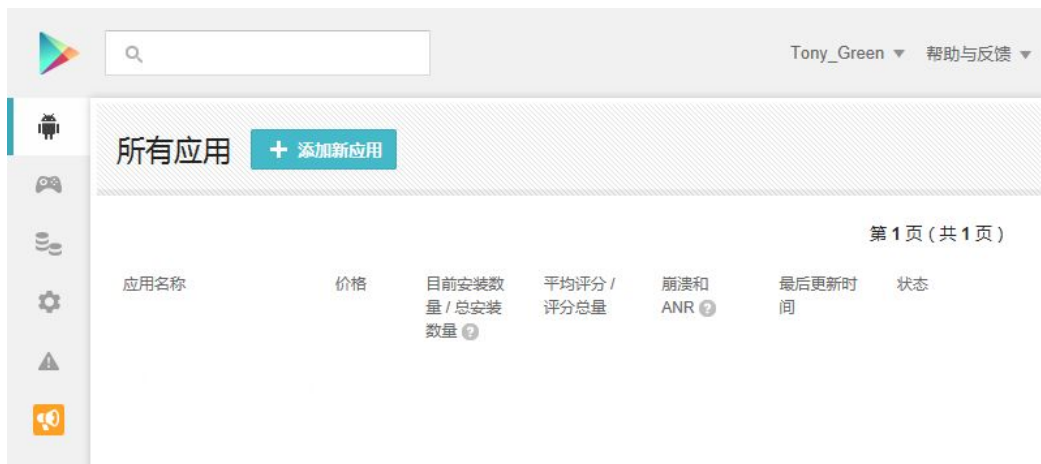 Tony_Green 帮助与反馈
所有应用 添加新应用
第 1 页 ( 共 1 页 )
应用名称 价格 目前安装数 平均评分 / 崩溃和 最后更新时 状态
量 / 总安装 评分总量 ANR ? 间
数量 ?